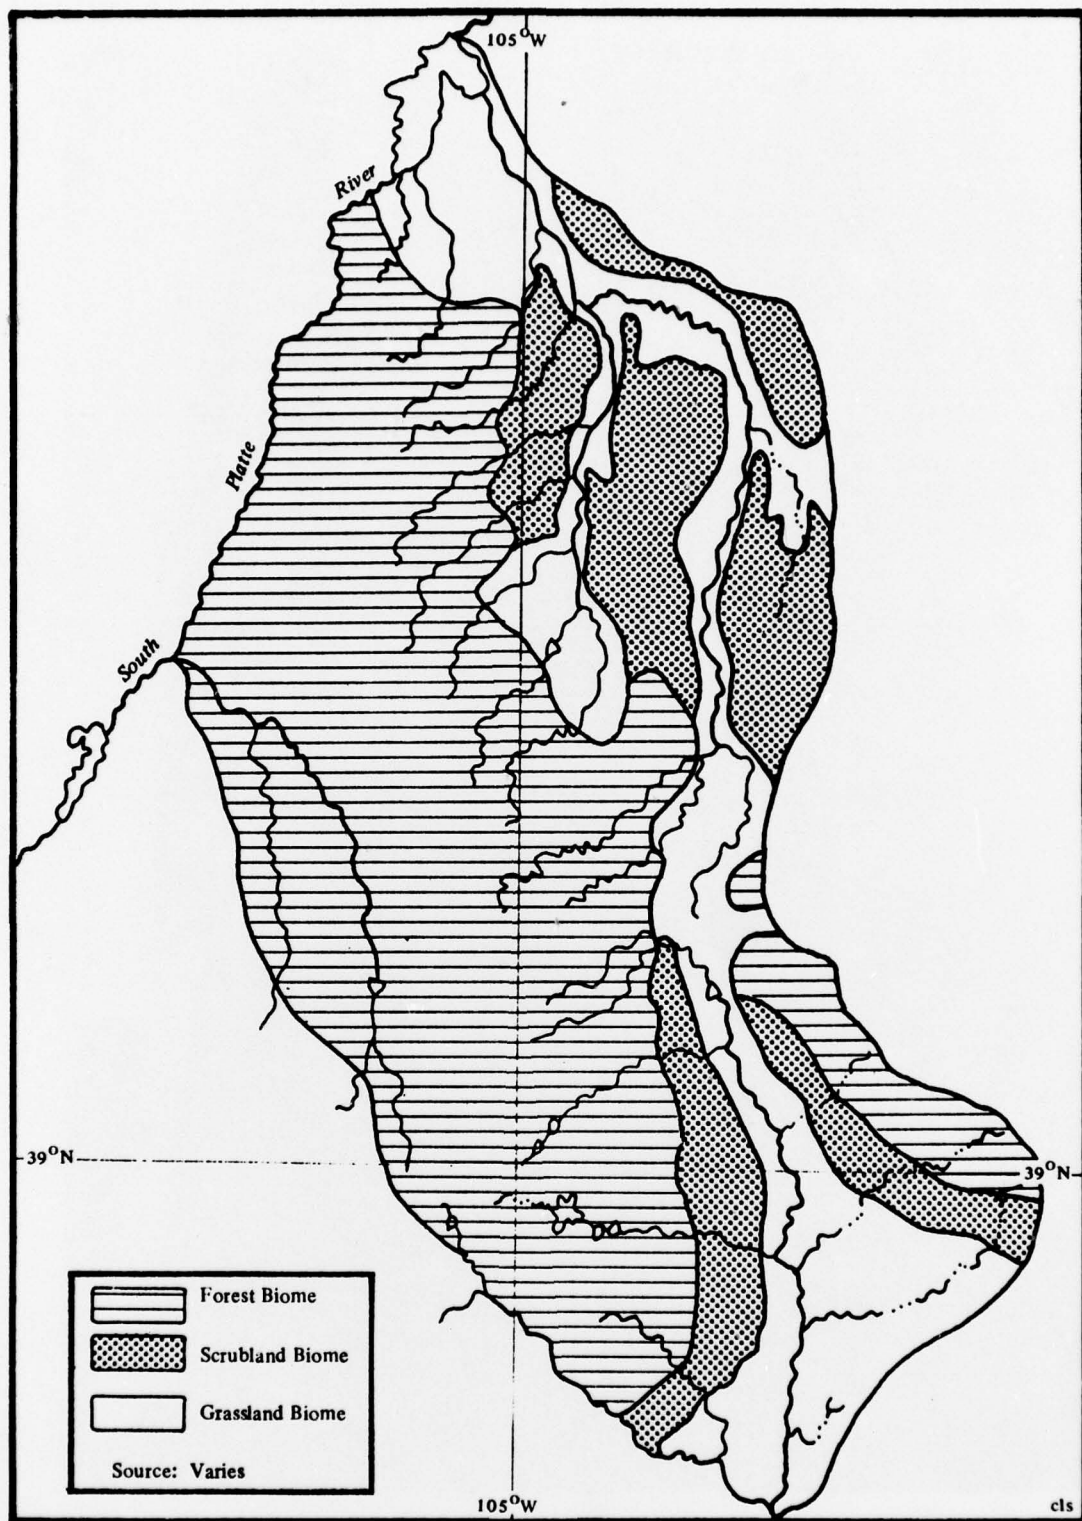 105°W
River
Platte
South
39°N
39°N
Forest Biome
Scrubland Biome
Grassland Biome
Source: Varies
105°W
cls